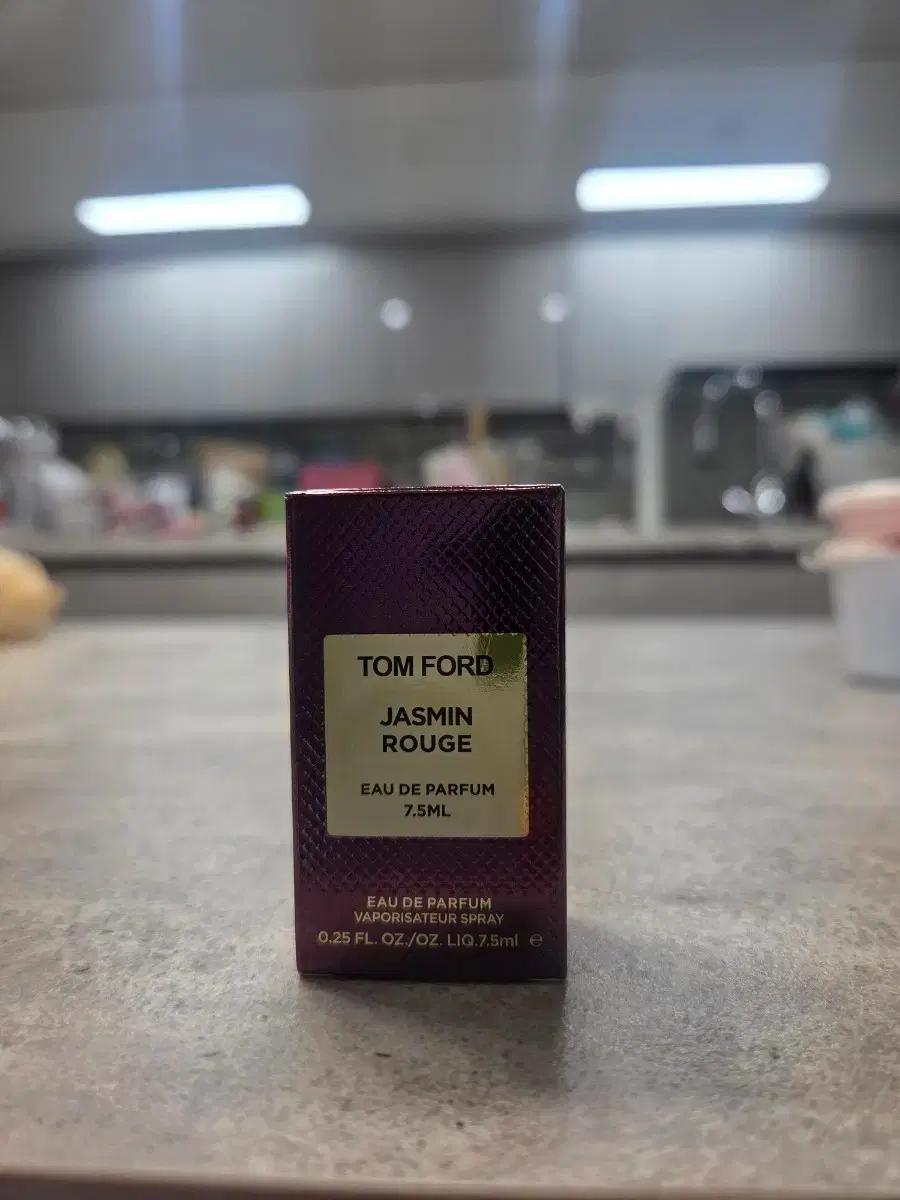 TOM FORD
JASMIN
ROUGE
EAU DE PARFUM
7.5ML
EAU DE PARFUM
VAPORISATEUR SPRAY
0.25 FL. OZ./OZ. LIQ.7.5ml ℮